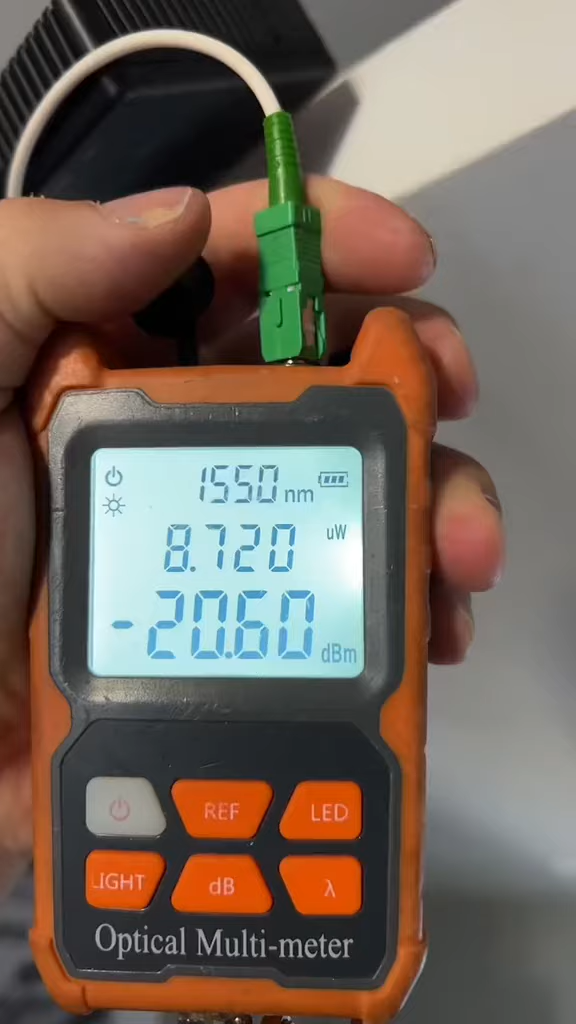 1550 nm
8.720 uW
-20.60 dBm
REF LED
LIGHT dB λ
Optical Multi-meter